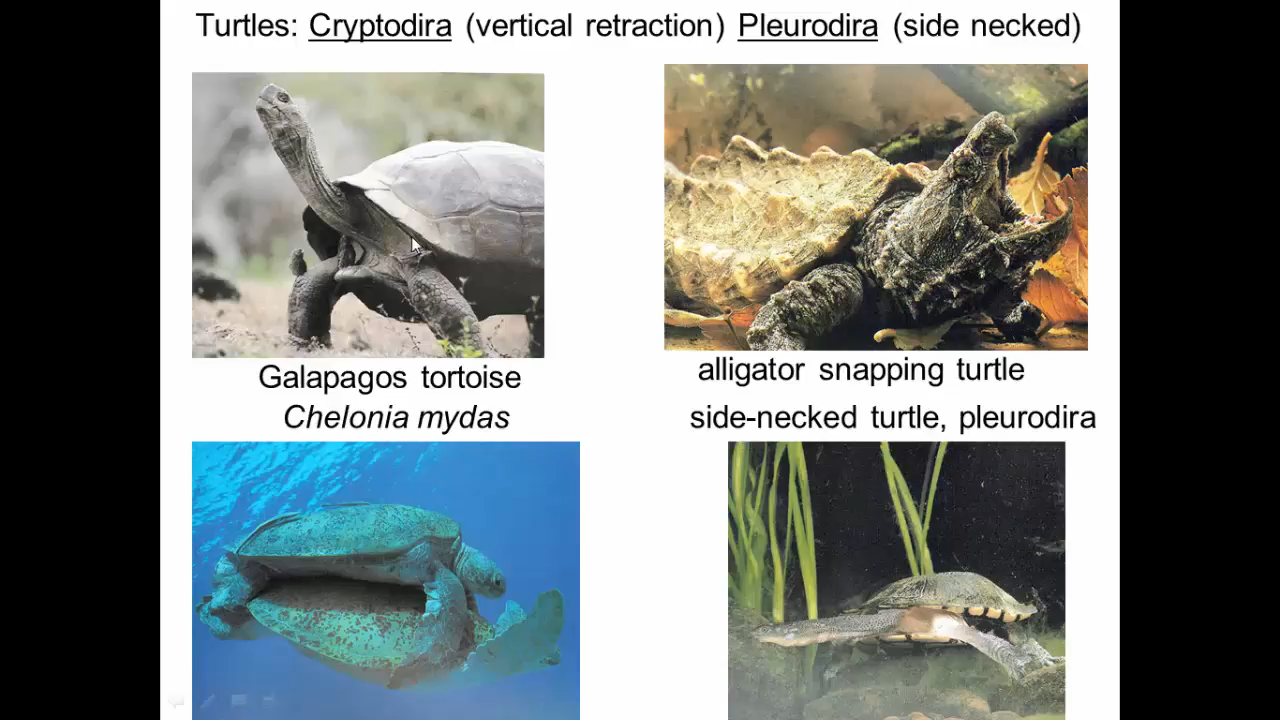 Turtles: Cryptodira (vertical retraction) Pleurodira (side necked)
Galapagos tortoise
alligator snapping turtle
Chelonia mydas
side-necked turtle, pleurodira